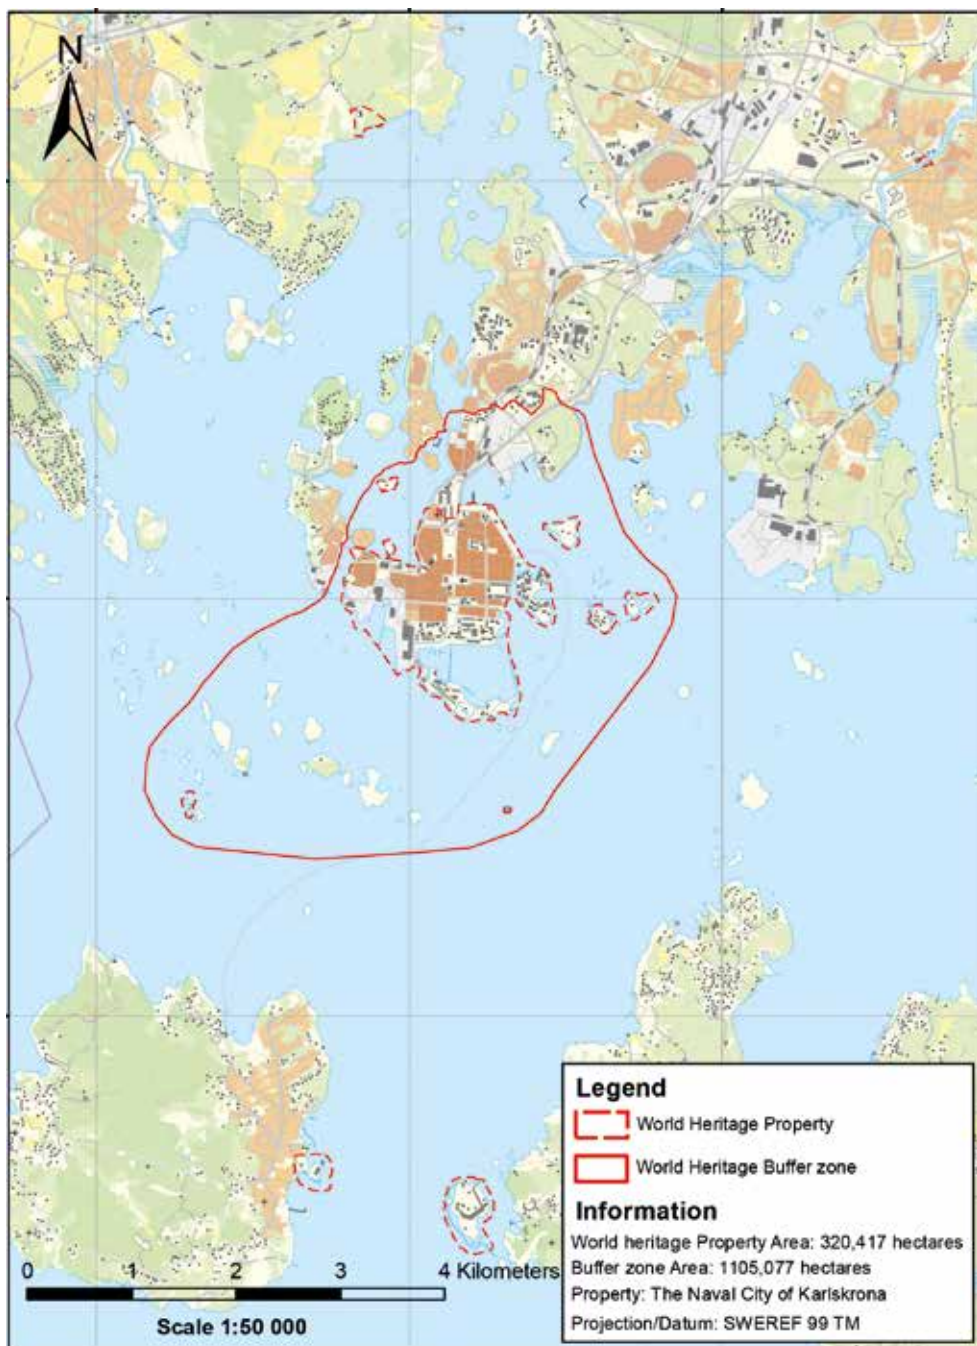 N
Legend
World Heritage Property
World Heritage Buffer zone
Information
World heritage Property Area: 320,417 hectares
Buffer zone Area: 1105,077 hectares
Property: The Naval City of Karlskrona
Projection/Datum: SWEREF 99 TM
0 1 2 3 4 Kilometers
Scale 1:50 000